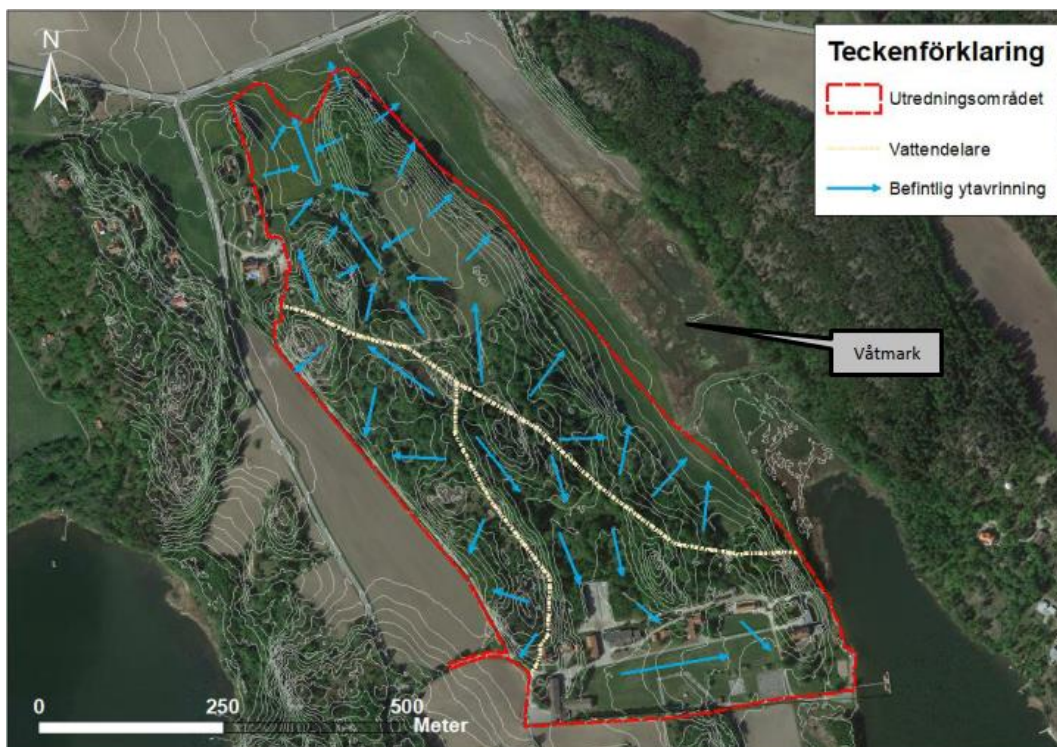 N
Teckenförklaring
Utredningsområdet
Vattendelare
Befintlig ytavrinning
Våtmark
0 250 500
Meter